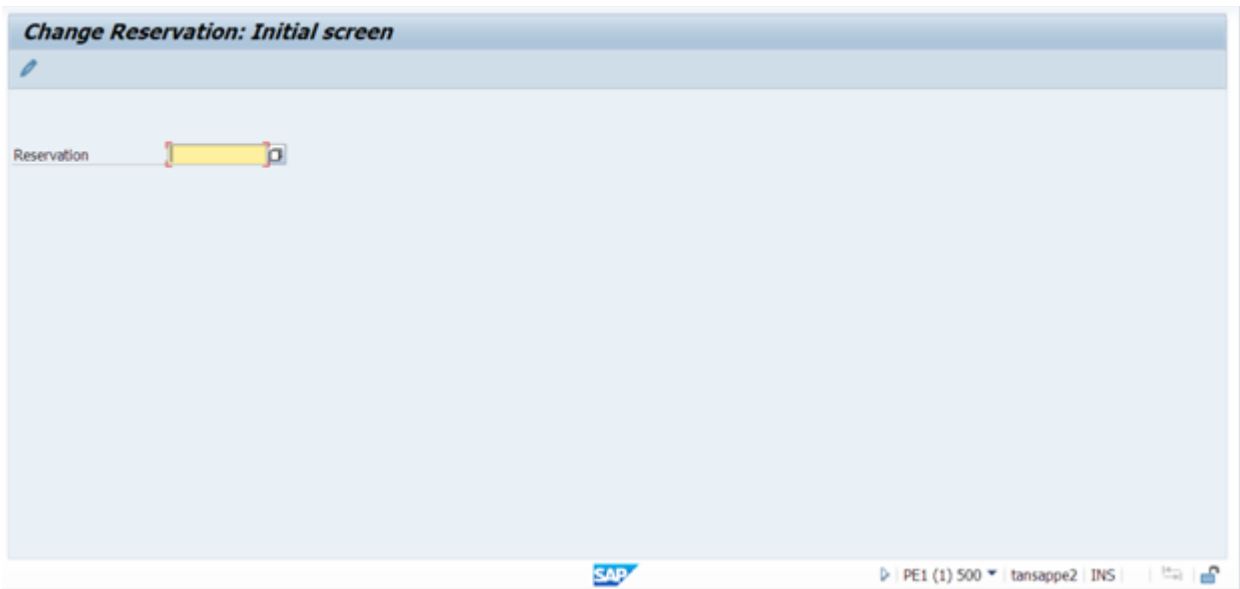 Change Reservation: Initial screen
Reservation
SAP
PE1 (1) 500 tansappe2 INS